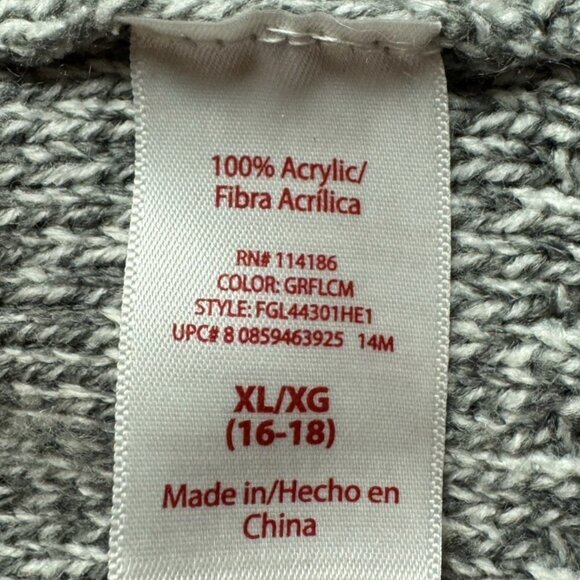 100% Acrylic/
Fibra Acrílica
RN# 114186
COLOR: GRFLCM
STYLE: FGL44301HE1
UPC# 8 0859463925 14M
XL/XG
(16-18)
Made in/Hecho en
China